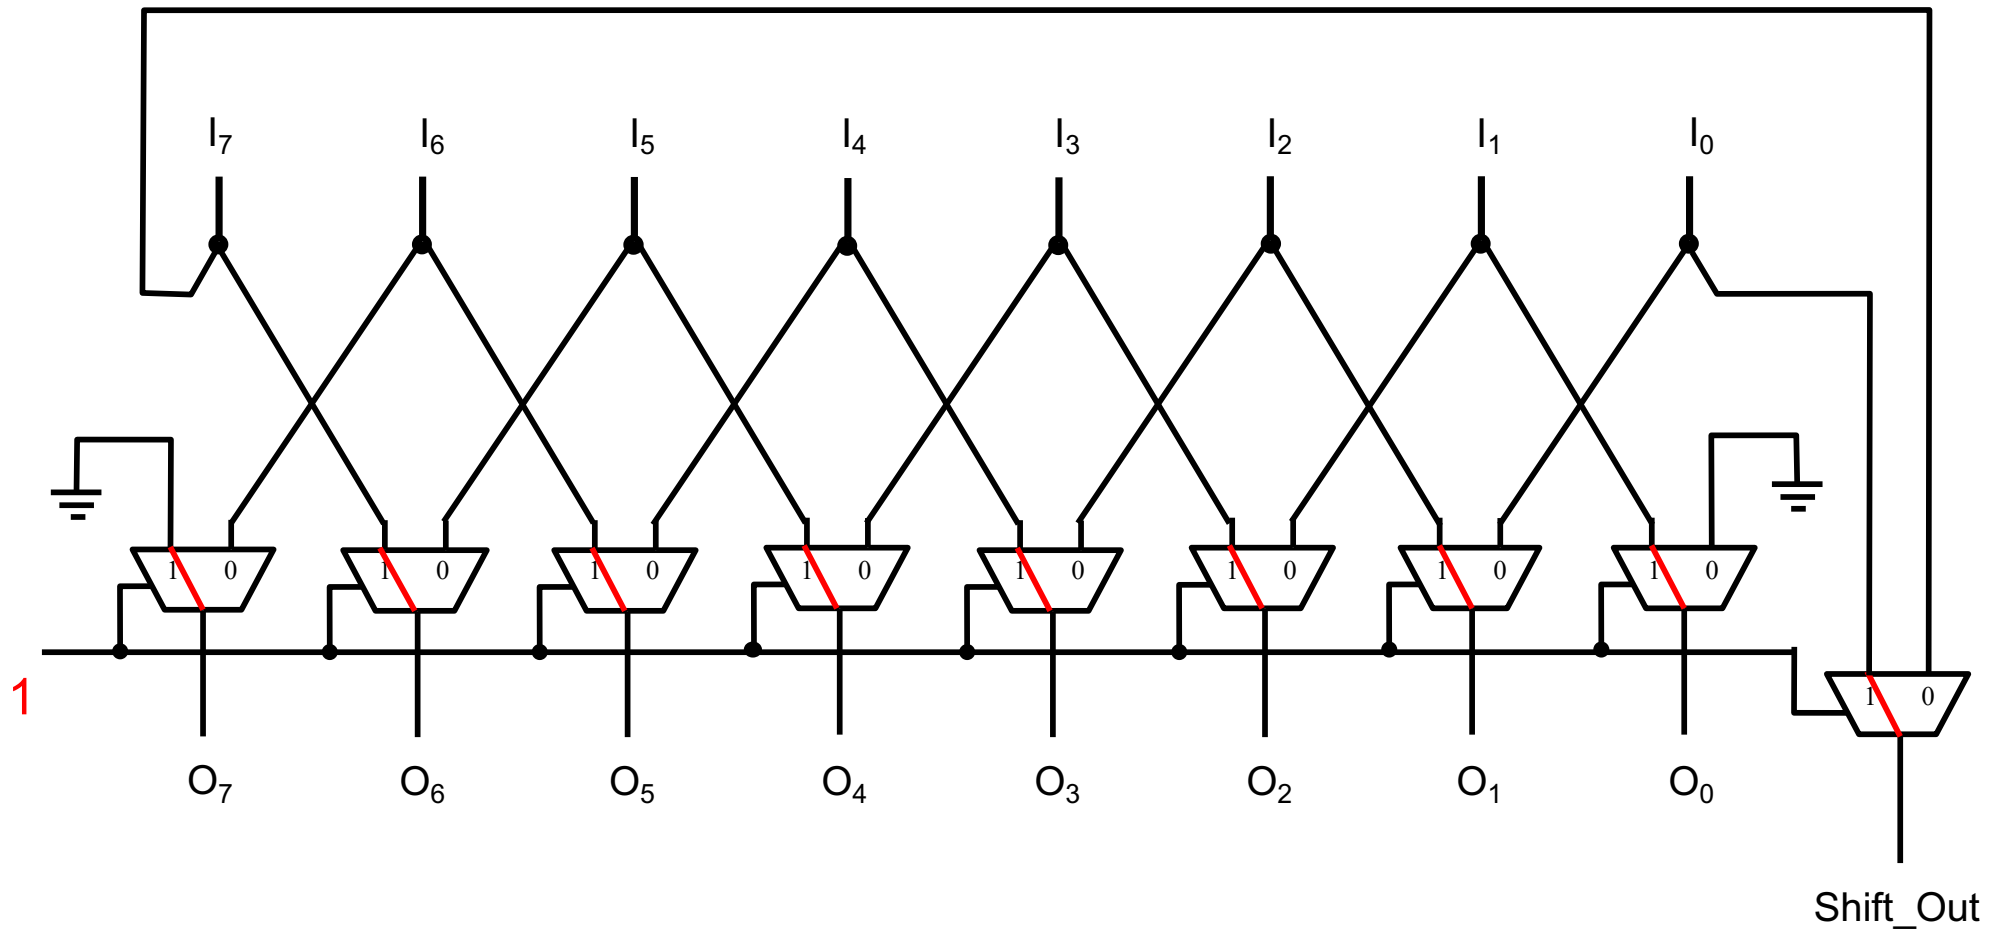 I7 I6 I5 I4 I3 I2 I1 I0
1 0 1 0 1 0 1 0 1 0 1 0 1 0 1 0
1
1 0
O7 O6 O5 O4 O3 O2 O1 O0
Shift_Out